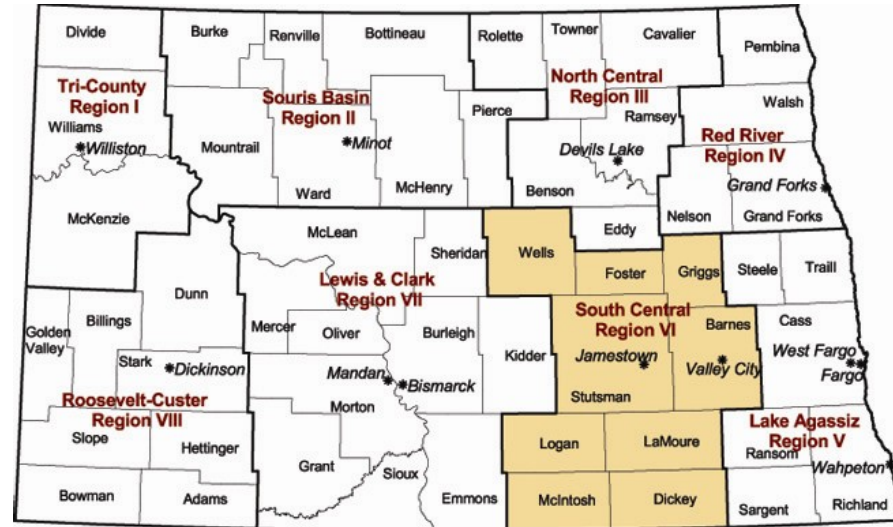 Divide
Burke
Renville
Bottineau
Rolette
Towner
Cavalier
Pembina
Tri-County
Region I
Williams
*Williston
Souris Basin
Region II
*Minot
Mountrail
Ward
McHenry
Pierce
North Central
Region III
Ramsey
Devils Lake
*
Benson
Walsh
Red River
Region IV
Grand Forks*
Nelson
Grand Forks
McKenzie
McLean
Sheridan
Wells
Eddy
Foster
Griggs
Steele
Traill
Dunn
Lewis & Clark
Region VII
Mercer
Oliver
Burleigh
Kidder
Golden
Valley
Billings
Stark
*Dickinson
Mandan*
*Bismarck
Morton
South Central
Region VI
Jamestown
*
Stutsman
Barnes
*
Valley City
Cass
West Fargo*
*
Fargo
Roosevelt-Custer
Region VIII
Slope
Hettinger
Bowman
Adams
Grant
Sioux
Emmons
Logan
LaMoure
McIntosh
Dickey
Lake Agassiz
Region V
Ransom
Wahpeton*
Sargent
Richland